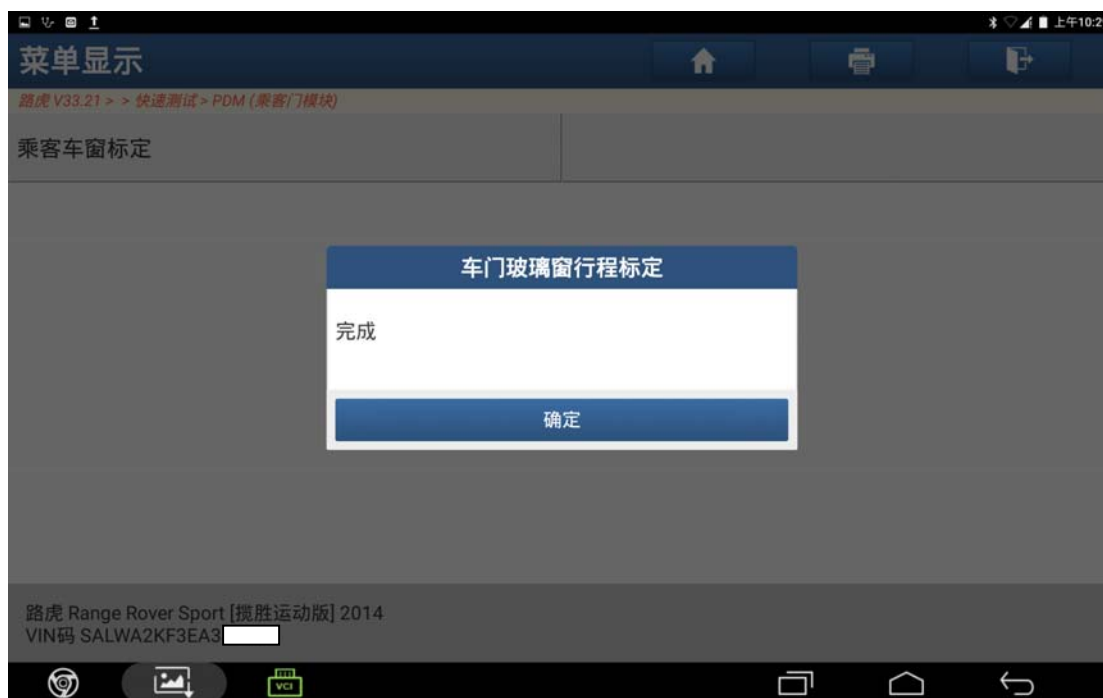 上午10:2
菜单显示
路虎 V33.21 > > 快速测试 > PDM (乘客门模块)
乘客车窗标定
车门玻璃窗行程标定
完成
确定
路虎 Range Rover Sport [揽胜运动版] 2014
VIN码 SALWA2KF3EA3
VCI